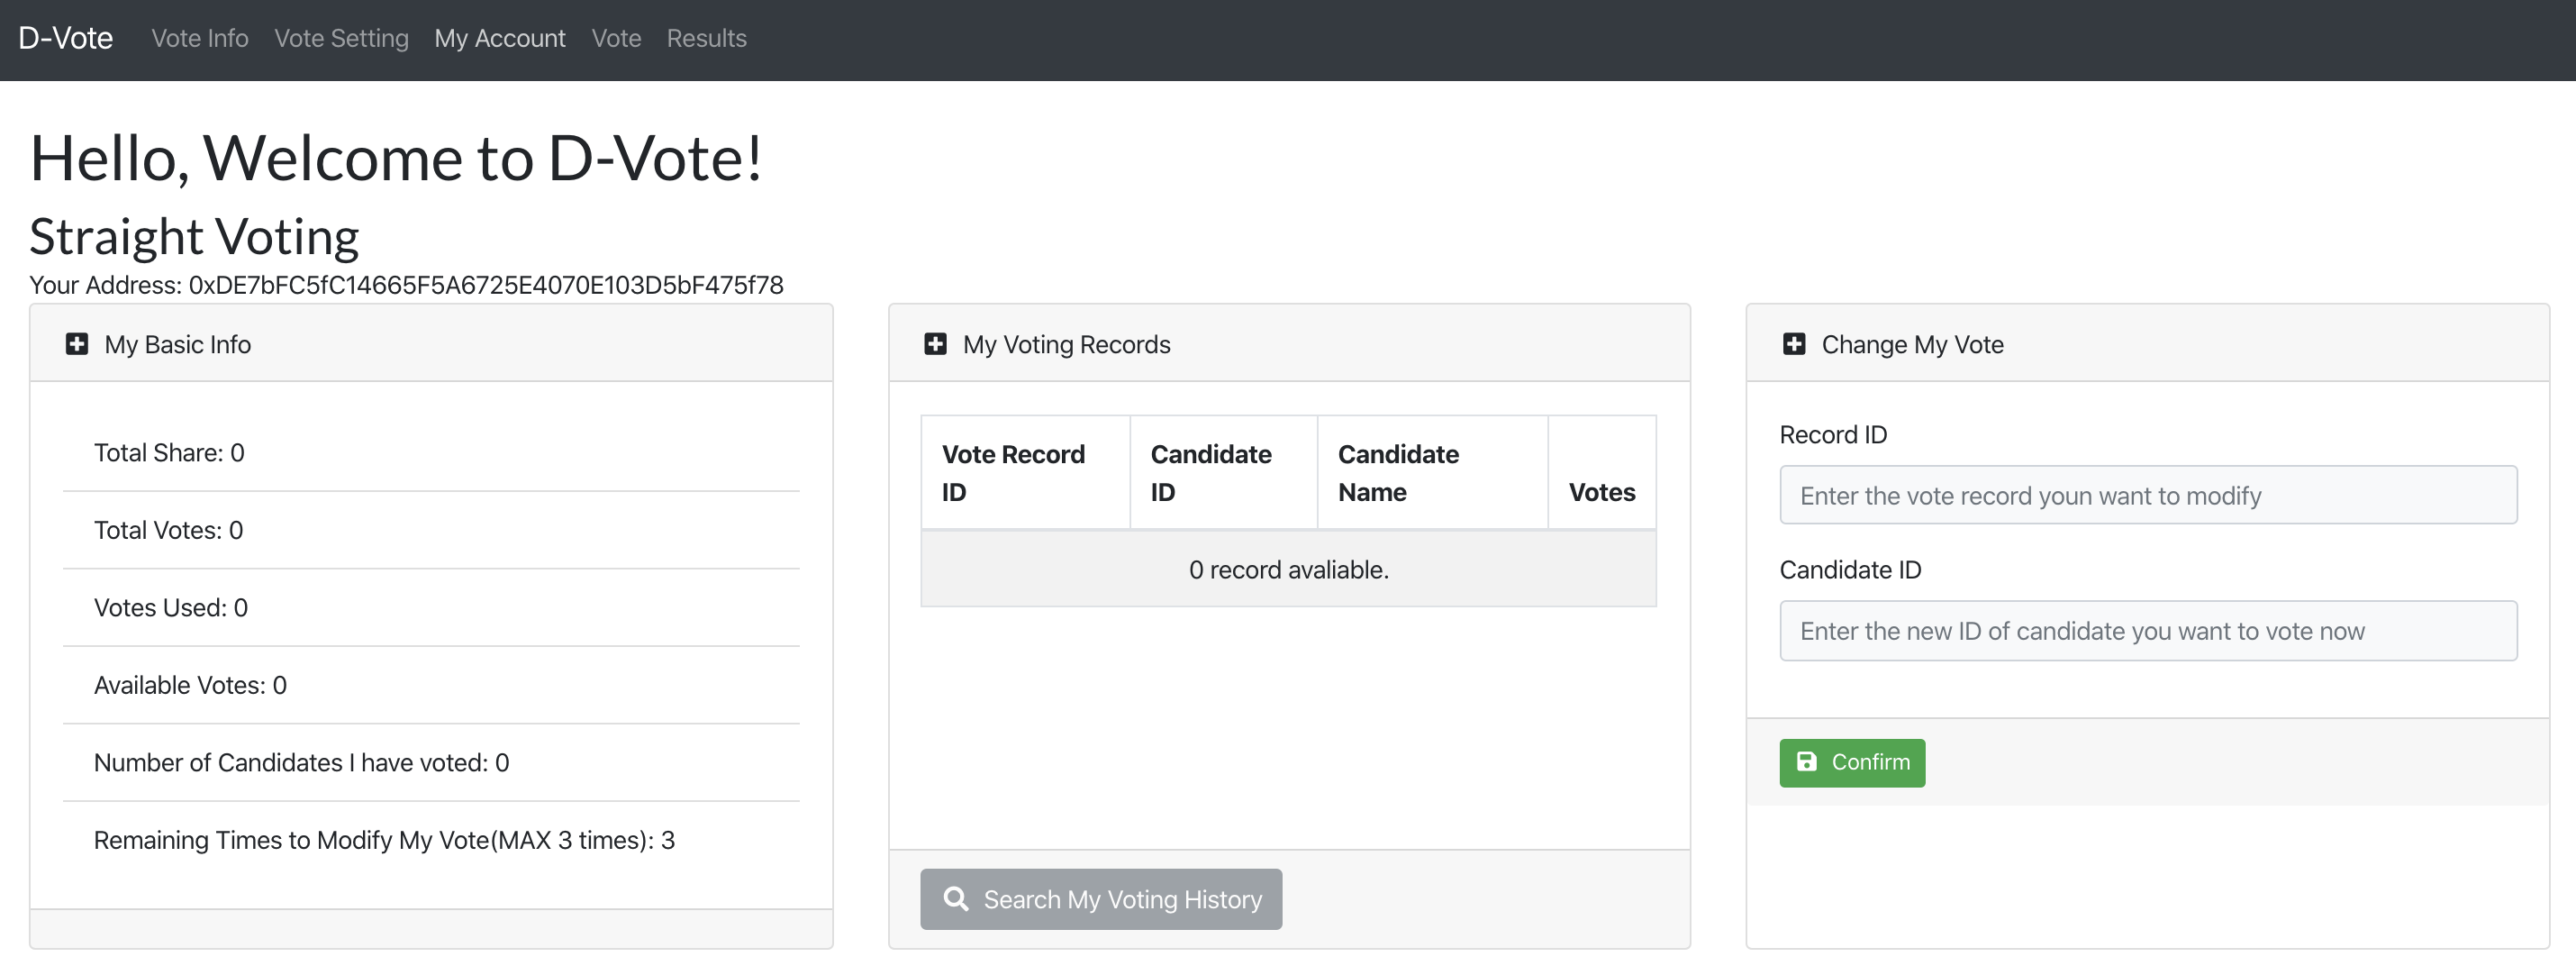 D-Vote Vote Info Vote Setting My Account Vote Results
Hello, Welcome to D-Vote!
Straight Voting
Your Address: 0xDE7bFC5fC14665F5A6725E4070E103D5bF475f78
My Basic Info
Total Share: 0
Total Votes: 0
Votes Used: 0
Available Votes: 0
Number of Candidates I have voted: 0
Remaining Times to Modify My Vote(MAX 3 times): 3
My Voting Records
Vote Record ID
Candidate ID
Candidate Name
Votes
0 record avaliable.
Search My Voting History
Change My Vote
Record ID
Enter the vote record youn want to modify
Candidate ID
Enter the new ID of candidate you want to vote now
Confirm